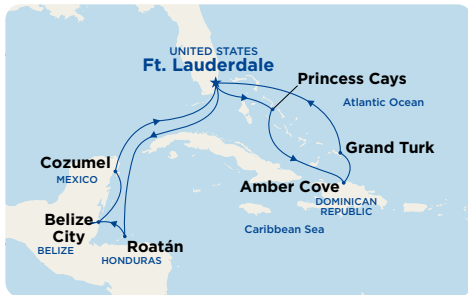 UNITED STATES
Ft. Lauderdale
Princess Cays
Atlantic Ocean
Grand Turk
Cozumel
MEXICO
Amber Cove
DOMINICAN
REPUBLIC
Belize
City
BELIZE
Roatán
HONDURAS
Caribbean Sea